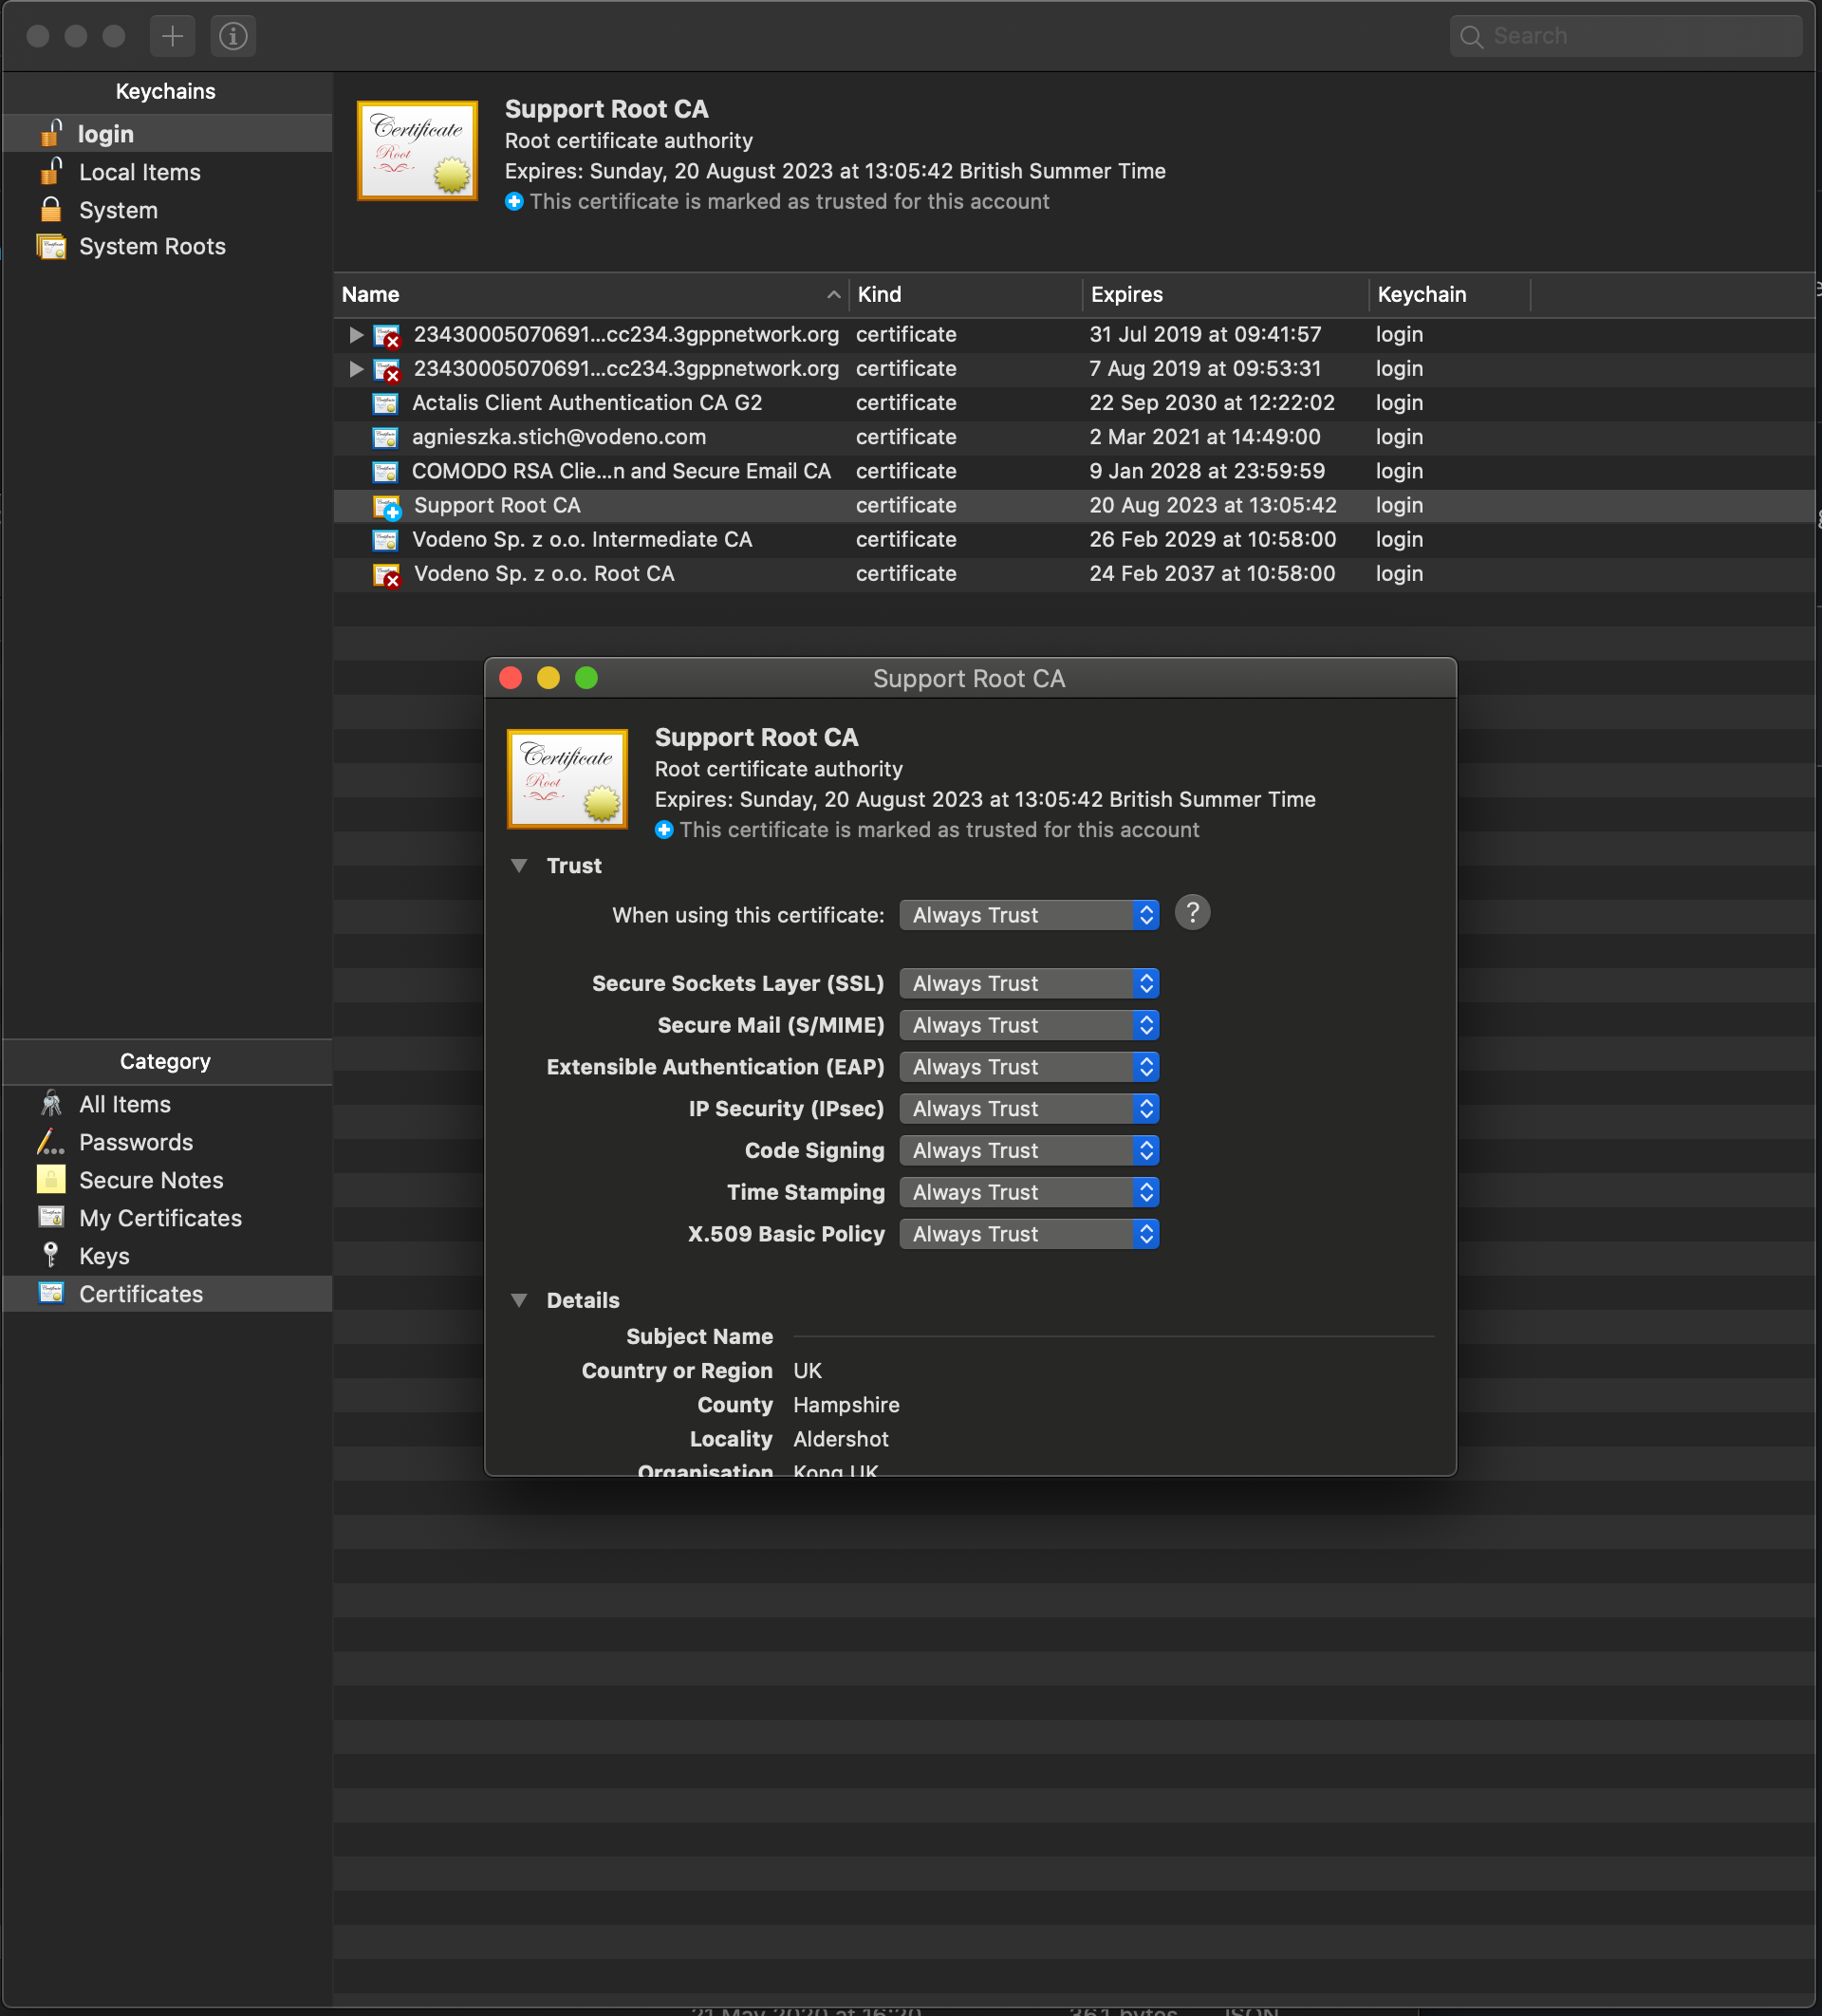 Search
Keychains
login
Local Items
System
System Roots
Certificate
Root
Support Root CA
Root certificate authority
Expires: Sunday, 20 August 2023 at 13:05:42 British Summer Time
This certificate is marked as trusted for this account
Name Kind Expires Keychain
23430005070691...cc234.3gppnetwork.org certificate 31 Jul 2019 at 09:41:57 login
23430005070691...cc234.3gppnetwork.org certificate 7 Aug 2019 at 09:53:31 login
Actalis Client Authentication CA G2 certificate 22 Sep 2030 at 12:22:02 login
agnieszka.stich@vodeno.com certificate 2 Mar 2021 at 14:49:00 login
COMODO RSA Clie...n and Secure Email CA certificate 9 Jan 2028 at 23:59:59 login
Support Root CA certificate 20 Aug 2023 at 13:05:42 login
Vodeno Sp. z o.o. Intermediate CA certificate 26 Feb 2029 at 10:58:00 login
Vodeno Sp. z o.o. Root CA certificate 24 Feb 2037 at 10:58:00 login
Support Root CA
Certificate
Root
Support Root CA
Root certificate authority
Expires: Sunday, 20 August 2023 at 13:05:42 British Summer Time
This certificate is marked as trusted for this account
Trust
When using this certificate: Always Trust ?
Secure Sockets Layer (SSL) Always Trust
Secure Mail (S/MIME) Always Trust
Extensible Authentication (EAP) Always Trust
IP Security (IPsec) Always Trust
Code Signing Always Trust
Time Stamping Always Trust
X.509 Basic Policy Always Trust
Details
Subject Name
Country or Region UK
County Hampshire
Locality Aldershot
Organisation Kong UK
Category
All Items
Passwords
Secure Notes
My Certificates
Keys
Certificates
21 May 2020 at 16:20 361 bytes JSON